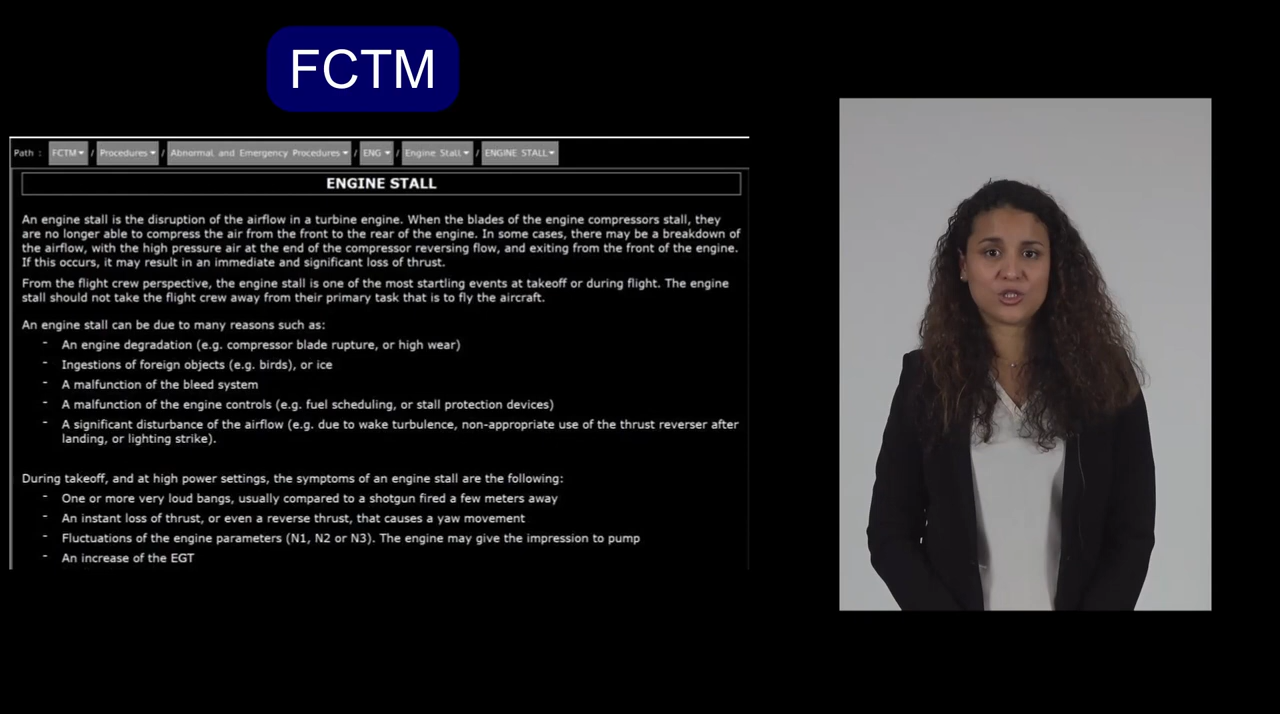 FCTM
Path : FCTM / Procedures / Abnormal and Emergency Procedures / ENG / Engine Stall / ENGINE STALL
ENGINE STALL
An engine stall is the disruption of the airflow in a turbine engine. When the blades of the engine compressors stall, they
are no longer able to compress the air from the front to the rear of the engine. In some cases, there may be a breakdown of
the airflow, with the high pressure air at the end of the compressor reversing flow, and exiting from the front of the engine.
If this occurs, it may result in an immediate and significant loss of thrust.
From the flight crew perspective, the engine stall is one of the most startling events at takeoff or during flight. The engine
stall should not take the flight crew away from their primary task that is to fly the aircraft.
An engine stall can be due to many reasons such as:
- An engine degradation (e.g. compressor blade rupture, or high wear)
- Ingestions of foreign objects (e.g. birds), or ice
- A malfunction of the bleed system
- A malfunction of the engine controls (e.g. fuel scheduling, or stall protection devices)
- A significant disturbance of the airflow (e.g. due to wake turbulence, non-appropriate use of the thrust reverser after
landing, or lighting strike).
During takeoff, and at high power settings, the symptoms of an engine stall are the following:
- One or more very loud bangs, usually compared to a shotgun fired a few meters away
- An instant loss of thrust, or even a reverse thrust, that causes a yaw movement
- Fluctuations of the engine parameters (N1, N2 or N3). The engine may give the impression to pump
- An increase of the EGT